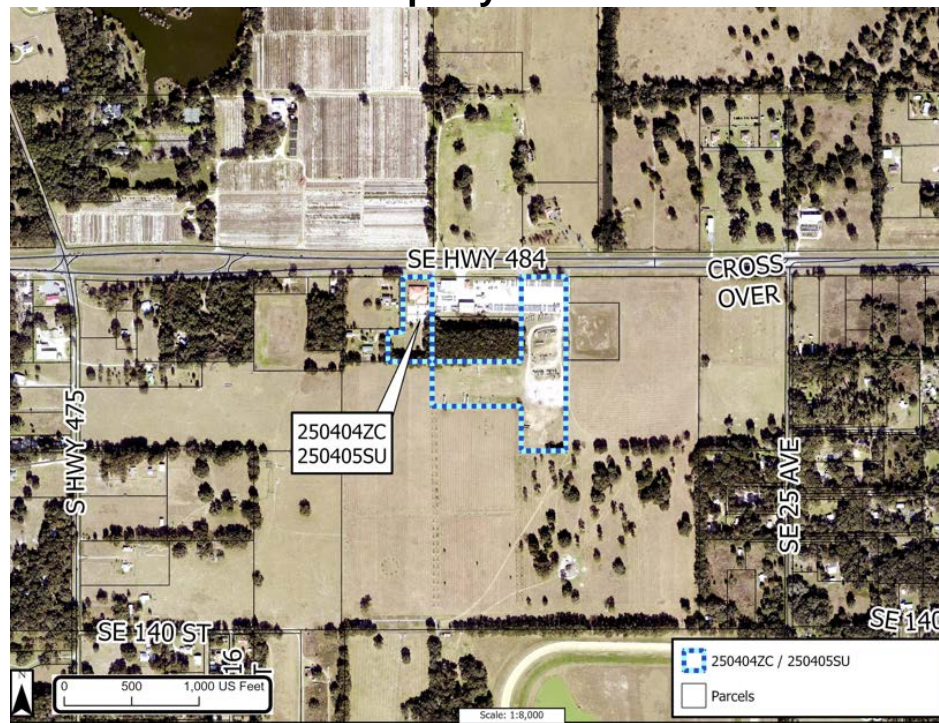 SE HWY 484
CROSS
OVER
250404ZC
250405SU
S HWY 475
SE 25 AVE
SE 140 ST
SE 140
16
T
N
0 500 1,000 US Feet
Scale: 1:8,000
250404ZC / 250405SU
Parcels